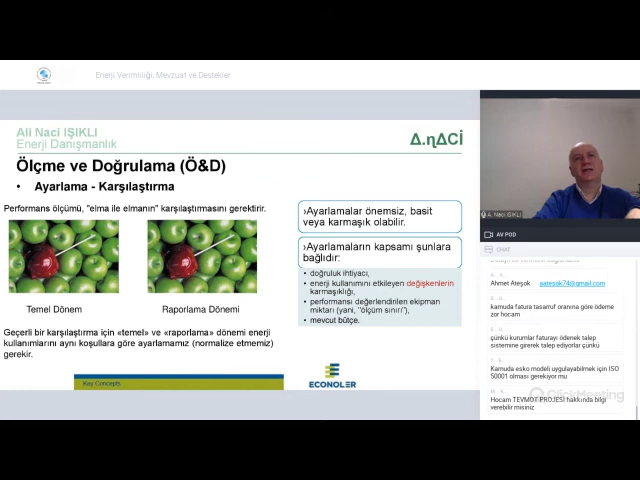 Enerji Verimliliği, Mevzuat ve Destekler
Ali Naci IŞIKLI
Enerji Danışmanlık
Δ.ηΔCİ
Ölçme ve Doğrulama (Ö&D)
• Ayarlama - Karşılaştırma
Performans ölçümü, "elma ile elmanın" karşılaştırmasını gerektirir.
Temel Dönem
Raporlama Dönemi
Geçerli bir karşılaştırma için «temel» ve «raporlama» dönemi enerji
kullanımlarını aynı koşullara göre ayarlamamız (normalize etmemiz)
gerekir.
›Ayarlamalar önemsiz, basit
veya karmaşık olabilir.
›Ayarlamaların kapsamı şunlara
bağlıdır:
• doğruluk ihtiyacı,
• enerji kullanımını etkileyen değişkenlerin
karmaşıklığı,
• performansı değerlendirilen ekipman
miktarı (yani, "ölçüm sınırı"),
• mevcut bütçe.
Key Concepts
ECONOLER
A. Naci IŞIKLI
AV POD
CHAT
Ahmet Ateşok aatesok74@gmail.com
kamuda fatura tasarruf oranına göre ödeme
zor hocam
çünkü kurumlar faturayı ödenek talep
sistemine girerek talep ediyorlar çünkü
Kamuda esko modeli uygulayabilmek için ISO
50001 olması gerekiyor mu
Hocam TEVMOT PROJESİ hakkında bilgi
verebilir misiniz
ClickMeeting